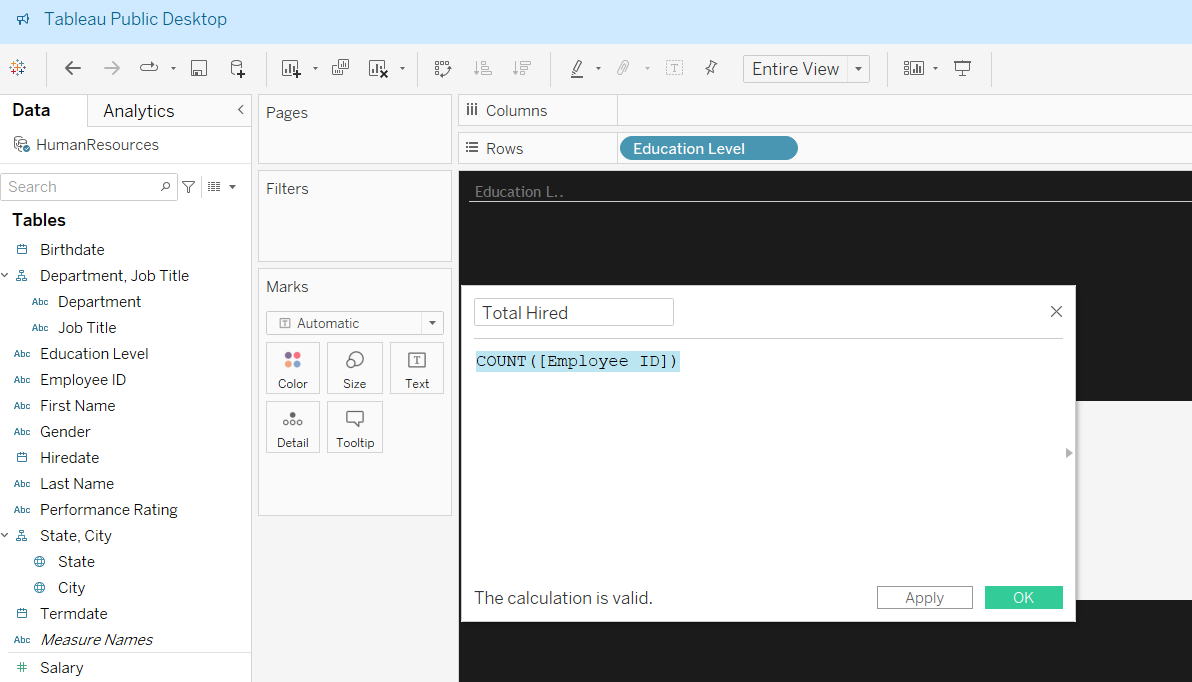 Tableau Public Desktop
Entire View
Data
Analytics
HumanResources
Search
Tables
Birthdate
Department, Job Title
Abc Department
Abc Job Title
Abc Education Level
Abc Employee ID
Abc First Name
Abc Gender
Hiredate
Abc Last Name
Abc Performance Rating
State, City
State
City
Termdate
Abc Measure Names
# Salary
Pages
Filters
Marks
T Automatic
Color
Size
T Text
Detail
Tooltip
Columns
Rows
Education Level
Education L..
Total Hired
COUNT([Employee ID])
The calculation is valid.
Apply
OK